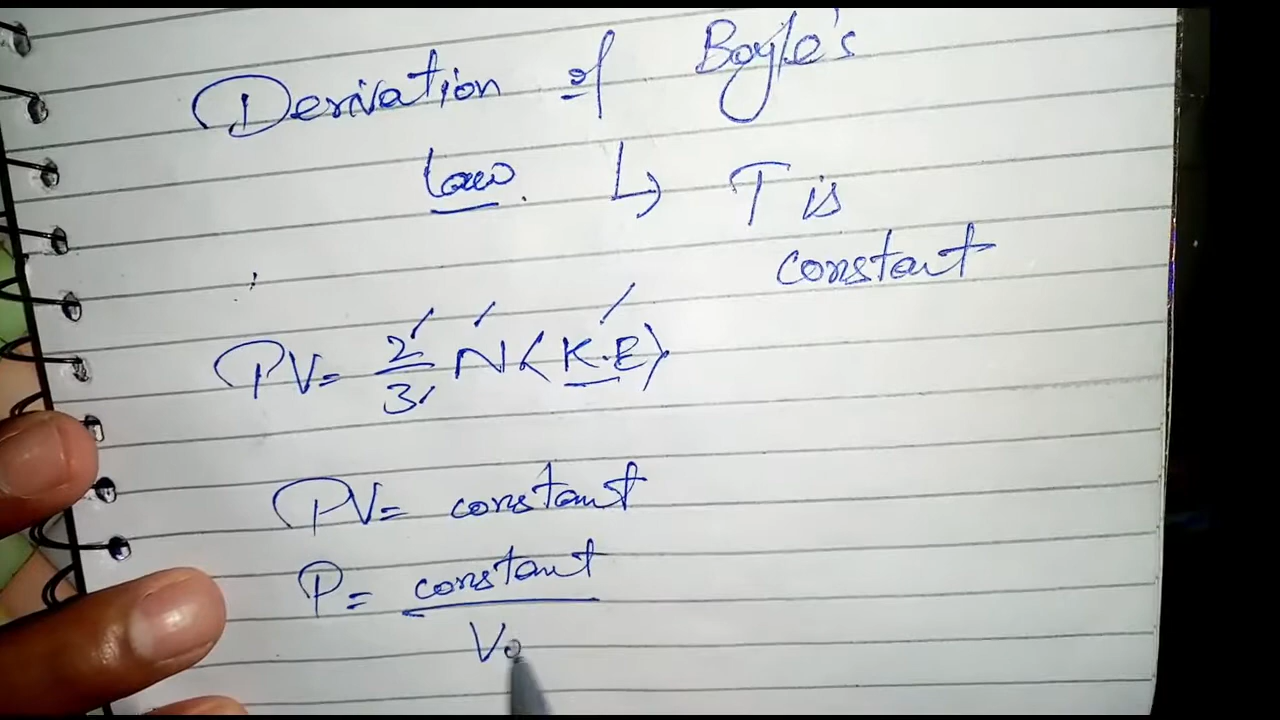 Derivation of Boyle's
law. ↳ T is
constant
PV= 2/3 N<K.E>
PV= constant
P= constant
V